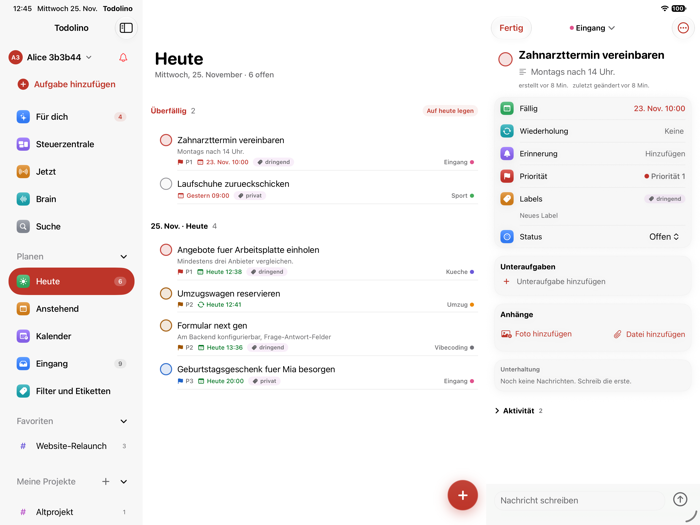 12:45 Mittwoch 25. Nov. Todolino
100
Todolino
A3 Alice 3b3b44
Aufgabe hinzufügen
Für dich 4
Steuerzentrale
Jetzt
Brain
Suche
Planen
Heute 6
Anstehend
Kalender
Eingang 9
Filter und Etiketten
Favoriten
# Website-Relaunch 3
Meine Projekte
# Altprojekt 1
Heute
Mittwoch, 25. November · 6 offen
Überfällig 2
Auf heute legen
Zahnarzttermin vereinbaren
Montags nach 14 Uhr.
P1 23. Nov. 10:00 dringend
Eingang
Laufschuhe zurueckschicken
Gestern 09:00 privat
Sport
25. Nov. · Heute 4
Angebote fuer Arbeitsplatte einholen
Mindestens drei Anbieter vergleichen.
P1 Heute 12:38 dringend
Kueche
Umzugswagen reservieren
P2 Heute 12:41
Umzug
Formular next gen
Am Backend konfigurierbar, Frage-Antwort-Felder
P2 Heute 13:36 dringend
Vibecoding
Geburtstagsgeschenk fuer Mia besorgen
P3 Heute 20:00 privat
Eingang
Fertig
Eingang
Zahnarzttermin vereinbaren
Montags nach 14 Uhr.
erstellt vor 8 Min. zuletzt geändert vor 8 Min.
Fällig 23. Nov. 10:00
Wiederholung Keine
Erinnerung Hinzufügen
Priorität Priorität 1
Labels dringend
Neues Label
Status Offen
Unteraufgaben
Unteraufgabe hinzufügen
Anhänge
Foto hinzufügen
Datei hinzufügen
Unterhaltung
Noch keine Nachrichten. Schreib die erste.
Aktivität 2
Nachricht schreiben